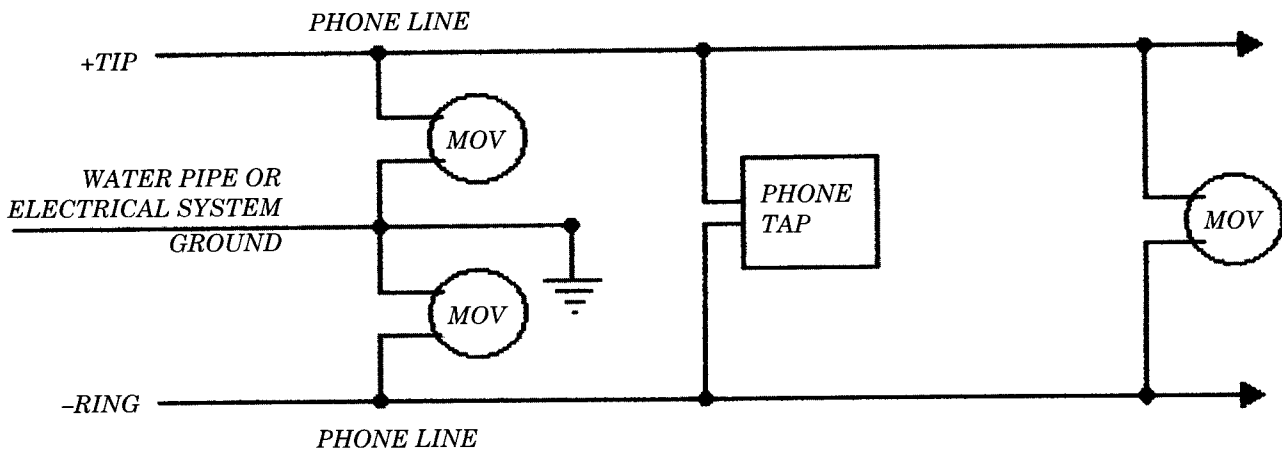 PHONE LINE
+TIP
MOV
WATER PIPE OR
ELECTRICAL SYSTEM
GROUND
PHONE
TAP
MOV
MOV
–RING
PHONE LINE